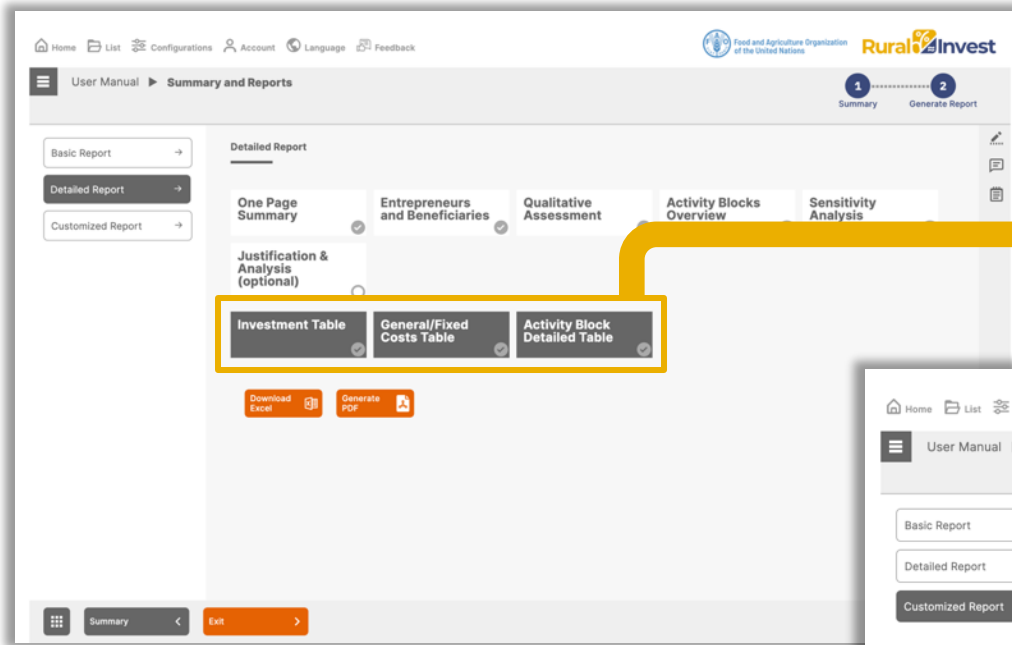 Home List Configurations Account Language Feedback
Food and Agriculture Organization
of the United Nations
Rural Invest
User Manual ▶ Summary and Reports
1 2
Summary Generate Report
Basic Report
Detailed Report
Customized Report
Detailed Report
One Page
Summary
Entrepreneurs
and Beneficiaries
Qualitative
Assessment
Activity Blocks
Overview
Sensitivity
Analysis
Justification &
Analysis
(optional)
Investment Table
General/Fixed
Costs Table
Activity Block
Detailed Table
Download
Excel
Generate
PDF
Summary
Exit
Home List
User Manual
Basic Report
Detailed Report
Customized Report